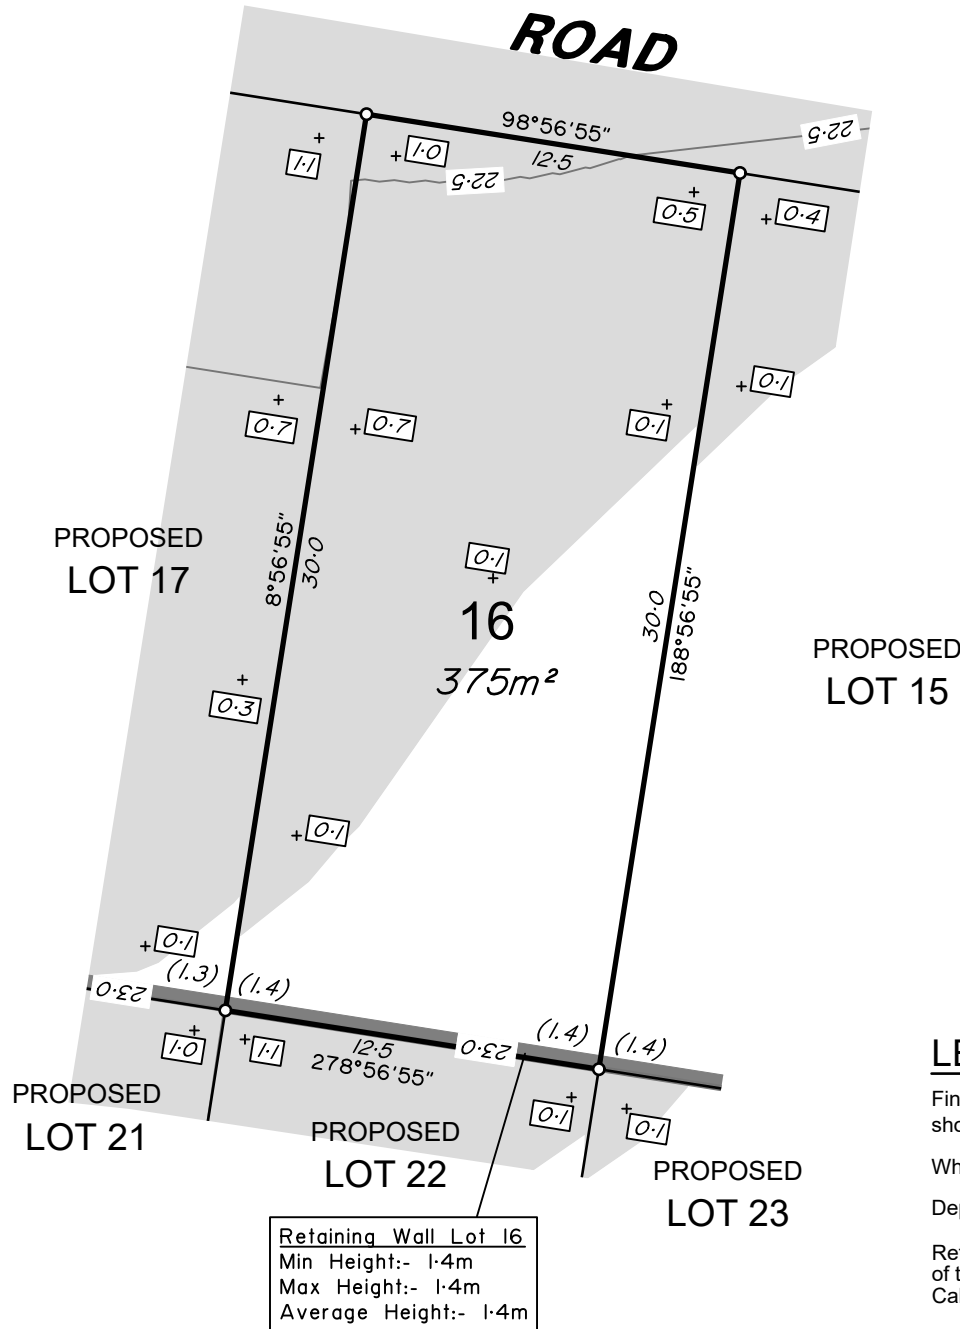 ROAD
98°56'55"
12·5
22·5
22·5
1·1
1·0
0·5
0·4
0·1
0·7
0·7
0·1
8°56'55"
30·0
PROPOSED
LOT 17
0·1
16
375m²
30·0
188°56'55"
PROPOSED
LOT 15
0·3
0·1
0·1
(1.3)
(1.4)
23·0
1·0
1·1
12·5
278°56'55"
23·0
(1.4)
(1.4)
0·1
0·1
PROPOSED
LOT 21
PROPOSED
LOT 22
PROPOSED
LOT 23
Retaining Wall Lot 16
Min Height:- 1·4m
Max Height:- 1·4m
Average Height:- 1·4m
of t